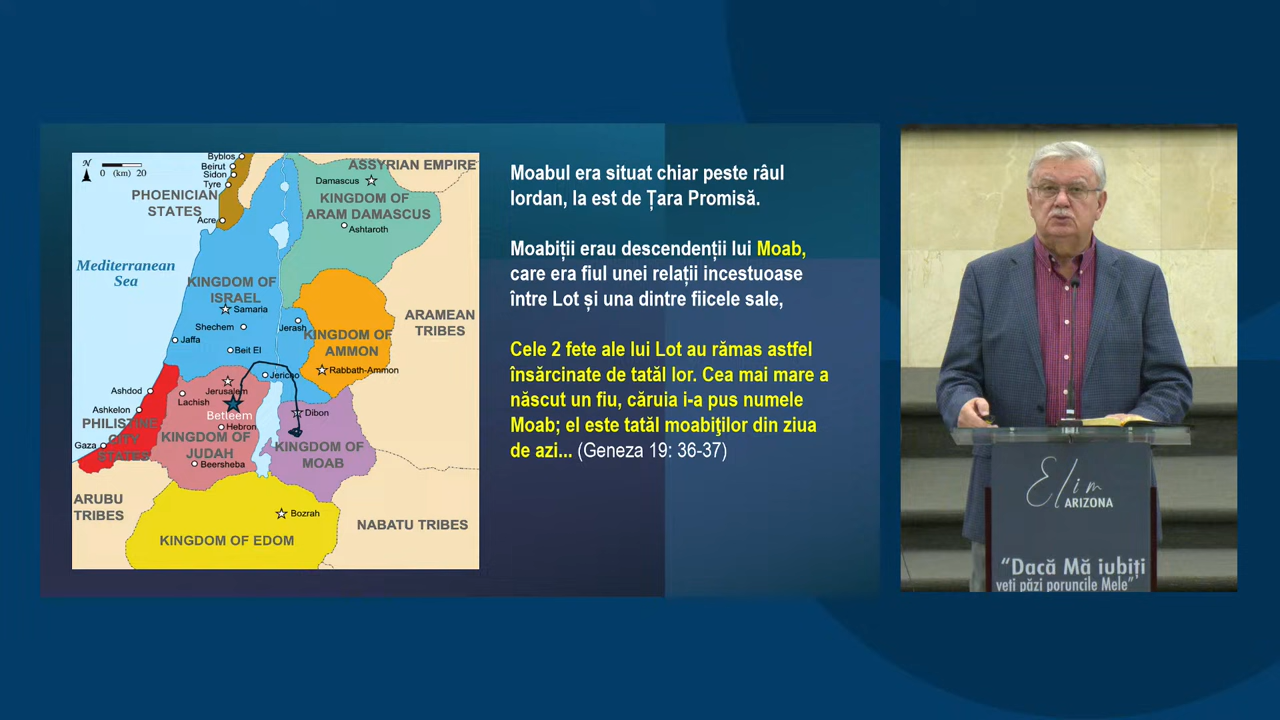 N
0 (km) 20
Byblos
Beirut
Sidon
Tyre
ASSYRIAN EMPIRE
Damascus
PHOENICIAN
STATES
KINGDOM OF
ARAM DAMASCUS
Acre
Ashtaroth
Mediterranean
Sea
KINGDOM OF
ISRAEL
Samaria
Shechem
Jerash
ARAMEAN
TRIBES
Jaffa
KINGDOM OF
AMMON
Beit El
Rabbath-Ammon
Jericho
Ashdod
Jerusalem
Lachish
Ashkelon
Betleem
Dibon
PHILISTINE
CITY
STATES
Hebron
Gaza
KINGDOM OF
JUDAH
KINGDOM OF
MOAB
Beersheba
ARUBU
TRIBES
Bozrah
NABATU TRIBES
KINGDOM OF EDOM
Moabul era situat chiar peste râul
Iordan, la est de Țara Promisă.
Moabiții erau descendenții lui Moab,
care era fiul unei relații incestuoase
între Lot și una dintre fiicele sale,
Cele 2 fete ale lui Lot au rămas astfel
însărcinate de tatăl lor. Cea mai mare a
născut un fiu, căruia i-a pus numele
Moab; el este tatăl moabiţilor din ziua
de azi... (Geneza 19: 36-37)
Elim
ARIZONA
“Dacă Mă iubiți
veți păzi poruncile Mele”